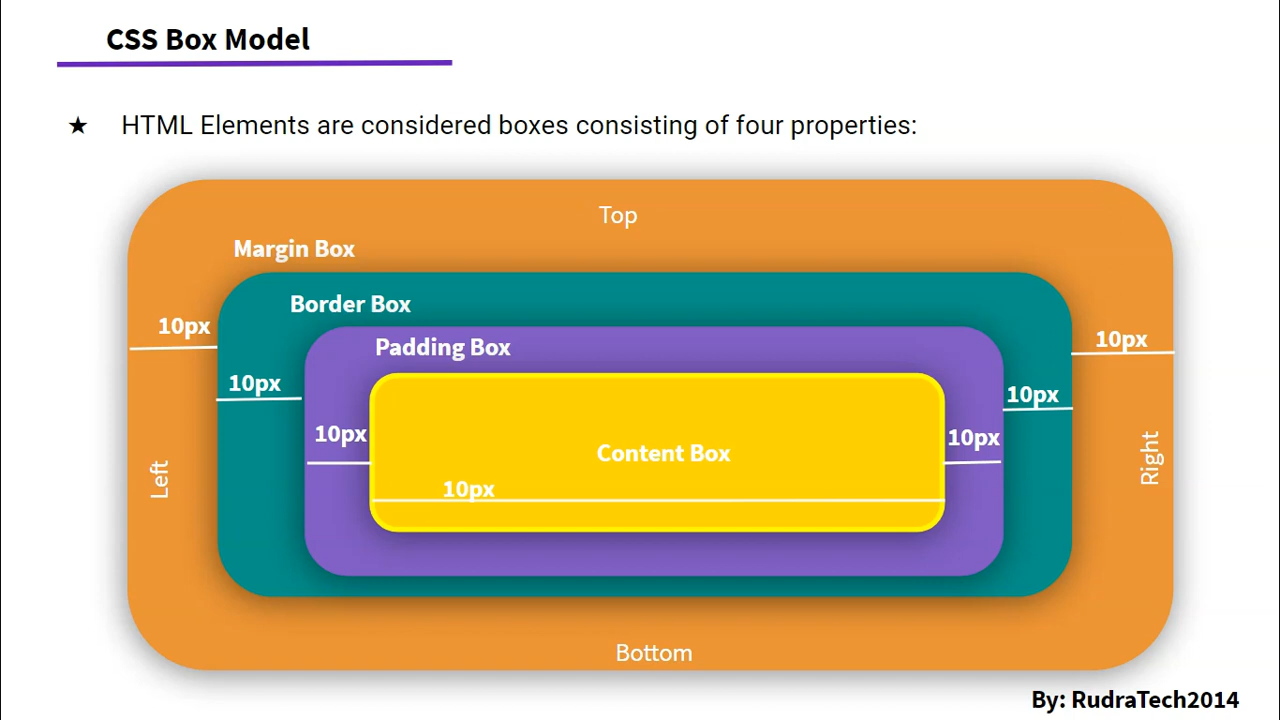 CSS Box Model
★ HTML Elements are considered boxes consisting of four properties:
Top
Margin Box
Border Box
10px
10px
Padding Box
10px
10px
10px
10px
Content Box
Left
Right
10px
Bottom
By: RudraTech2014